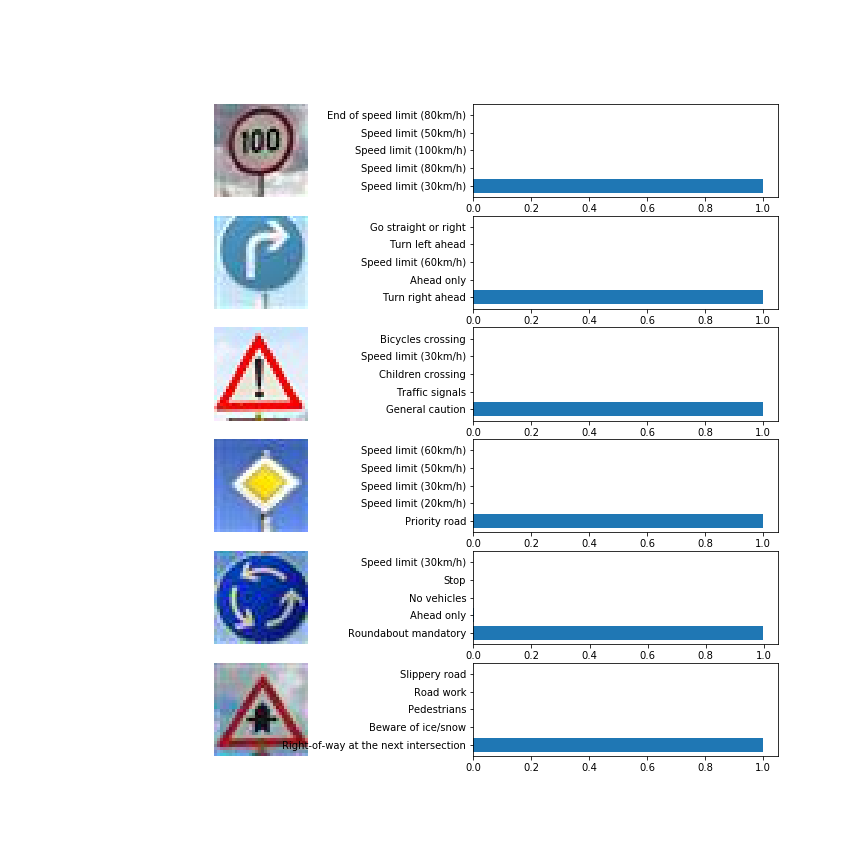 100
End of speed limit (80km/h)
Speed limit (50km/h)
Speed limit (100km/h)
Speed limit (80km/h)
Speed limit (30km/h)
0.0 0.2 0.4 0.6 0.8 1.0
Go straight or right
Turn left ahead
Speed limit (60km/h)
Ahead only
Turn right ahead
0.0 0.2 0.4 0.6 0.8 1.0
!
Bicycles crossing
Speed limit (30km/h)
Children crossing
Traffic signals
General caution
0.0 0.2 0.4 0.6 0.8 1.0
Speed limit (60km/h)
Speed limit (50km/h)
Speed limit (30km/h)
Speed limit (20km/h)
Priority road
0.0 0.2 0.4 0.6 0.8 1.0
Speed limit (30km/h)
Stop
No vehicles
Ahead only
Roundabout mandatory
0.0 0.2 0.4 0.6 0.8 1.0
Slippery road
Road work
Pedestrians
Beware of ice/snow
Right-of-way at the next intersection
0.0 0.2 0.4 0.6 0.8 1.0